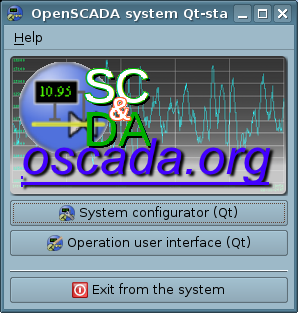 OpenSCADA system Qt-sta
Help
10.95
SC
&
DA
oscada.org
System configurator (Qt)
Operation user interface (Qt)
Exit from the system